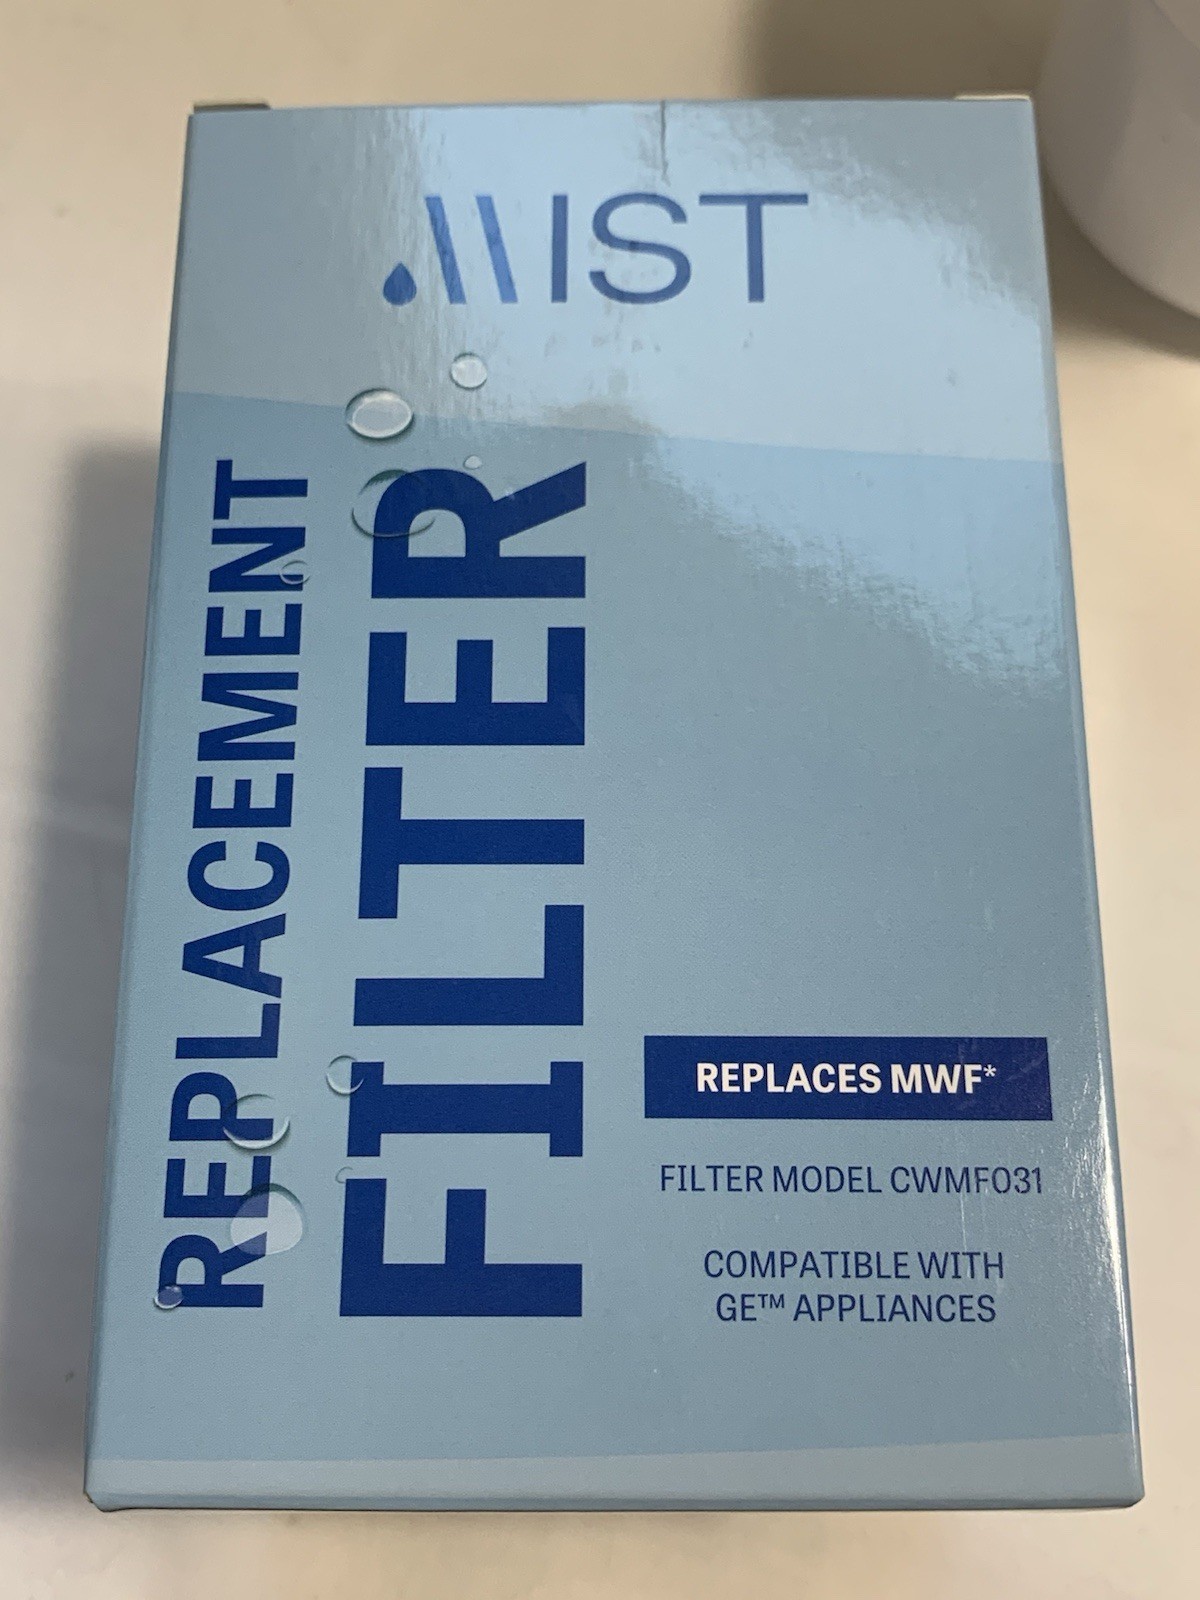 MIST
REPLACEMENT
FILTER
REPLACES MWF*
FILTER MODEL CWMF031
COMPATIBLE WITH
GE™ APPLIANCES